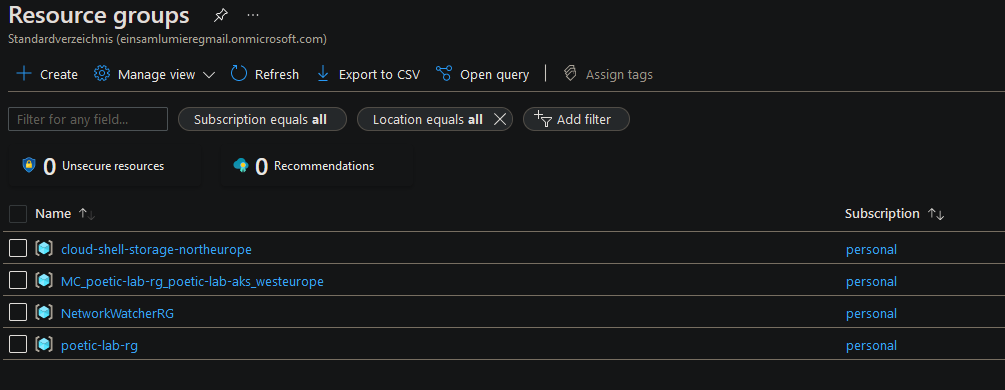 Resource groups ...
Standardverzeichnis (einsamlumieregmail.onmicrosoft.com)
Create Manage view Refresh Export to CSV Open query Assign tags
Filter for any field... Subscription equals all Location equals all Add filter
0 Unsecure resources 0 Recommendations
Name Subscription
cloud-shell-storage-northeurope personal
MC_poetic-lab-rg_poetic-lab-aks_westeurope personal
NetworkWatcherRG personal
poetic-lab-rg personal